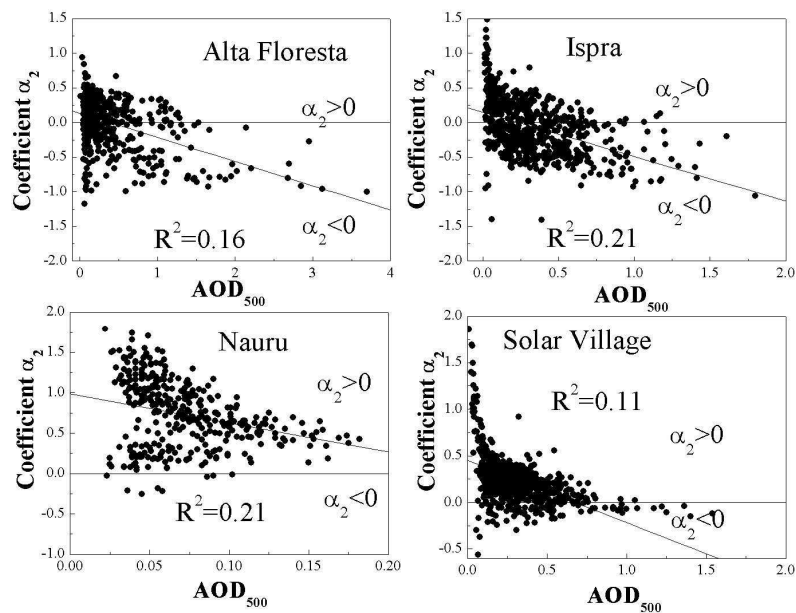 Alta Floresta
Coefficient α₂
1.5
1.0
0.5
0.0
-0.5
-1.0
-1.5
-2.0
α₂>0
α₂<0
R²=0.16
0
1
2
3
4
AOD₅₀₀
Ispra
Coefficient α₂
1.5
1.0
0.5
0.0
-0.5
-1.0
-1.5
-2.0
α₂>0
α₂<0
R²=0.21
0.0
0.5
1.0
1.5
2.0
AOD₅₀₀
Nauru
Coefficient α₂
2.0
1.5
1.0
0.5
0.0
-0.5
-1.0
α₂>0
α₂<0
R²=0.21
0.00
0.05
0.10
0.15
0.20
AOD₅₀₀
Solar Village
Coefficient α₂
2.0
1.5
1.0
0.5
0.0
-0.5
R²=0.11
α₂>0
α₂<0
0.0
0.5
1.0
1.5
2.0
AOD₅₀₀